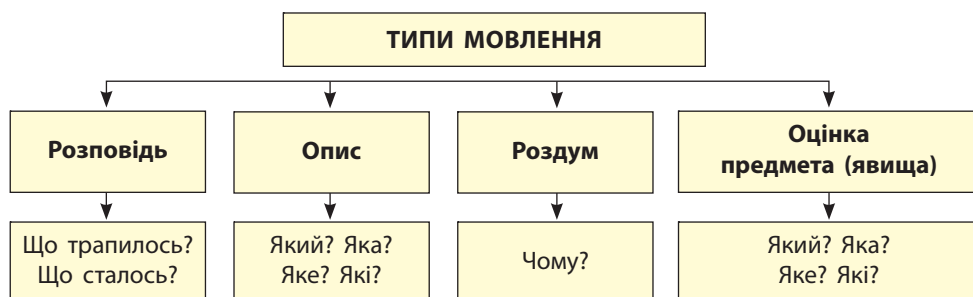 ТИПИ МОВЛЕННЯ
Розповідь
Опис
Роздум
Оцінка
предмета (явища)
Що трапилось?
Що сталось?
Який? Яка?
Яке? Які?
Чому?
Який? Яка?
Яке? Які?